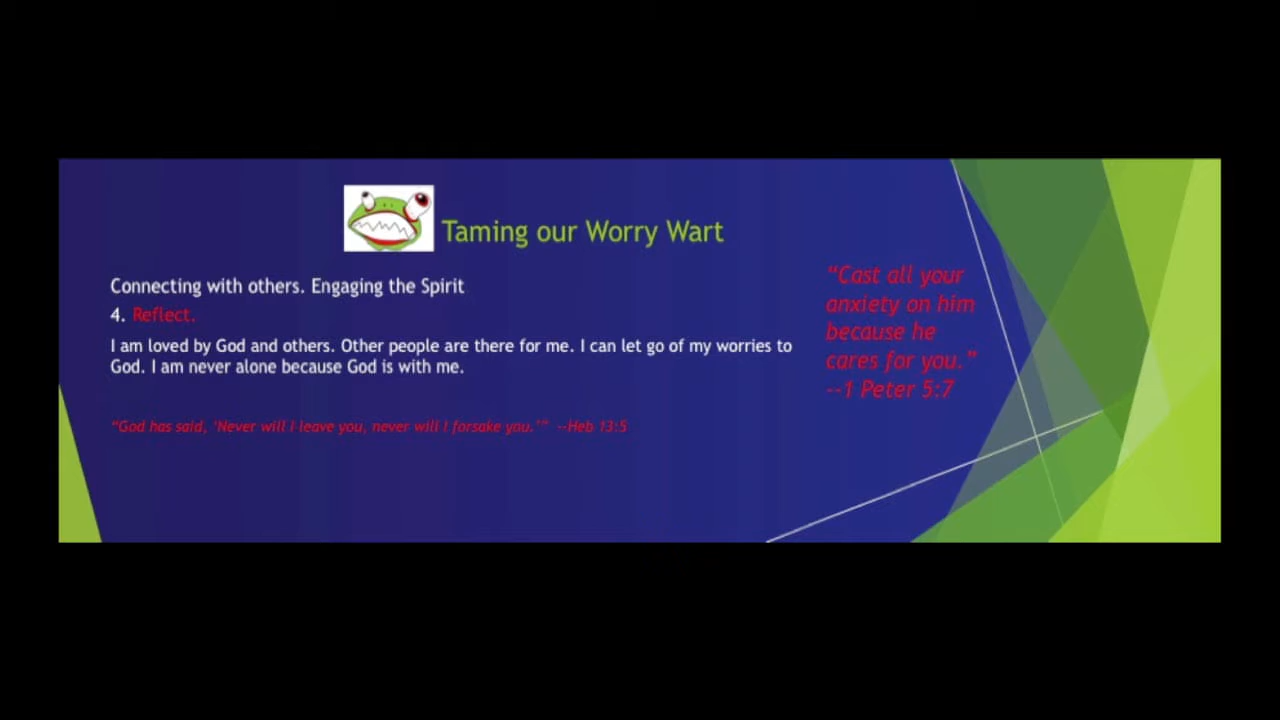 Taming our Worry Wart
Connecting with others. Engaging the Spirit
4. Reflect.
I am loved by God and others. Other people are there for me. I can let go of my worries to
God. I am never alone because God is with me.
“God has said, ‘Never will I leave you, never will I forsake you.’” --Heb 13:5
“Cast all your
anxiety on him
because he
cares for you.”
--1 Peter 5:7